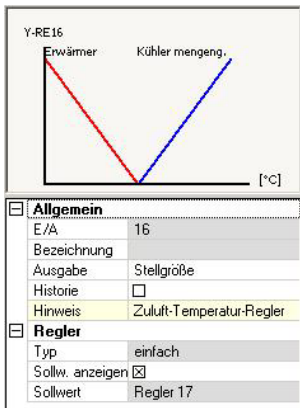 Y-RE16
Erwärmer Kühler mengeng.
[°C]
Allgemein
E/A 16
Bezeichnung
Ausgabe Stellgröße
Historie
Hinweis Zuluft-Temperatur-Regler
Regler
Typ einfach
Sollw. anzeigen
Sollwert Regler 17